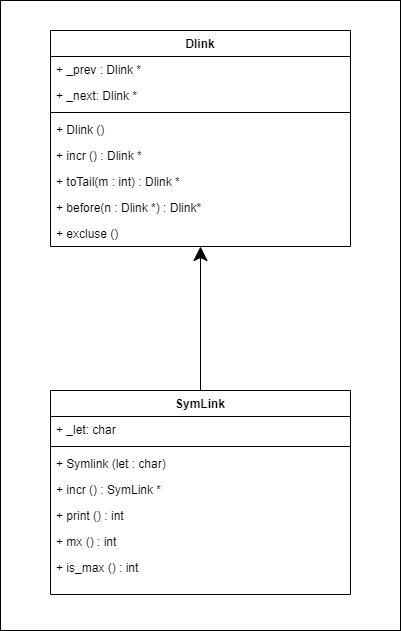 Dlink
+ _prev : Dlink *
+ _next: Dlink *
+ Dlink ()
+ incr () : Dlink *
+ toTail(m : int) : Dlink *
+ before(n : Dlink *) : Dlink*
+ excluse ()
SymLink
+ _let: char
+ Symlink (let : char)
+ incr () : SymLink *
+ print () : int
+ mx () : int
+ is_max () : int